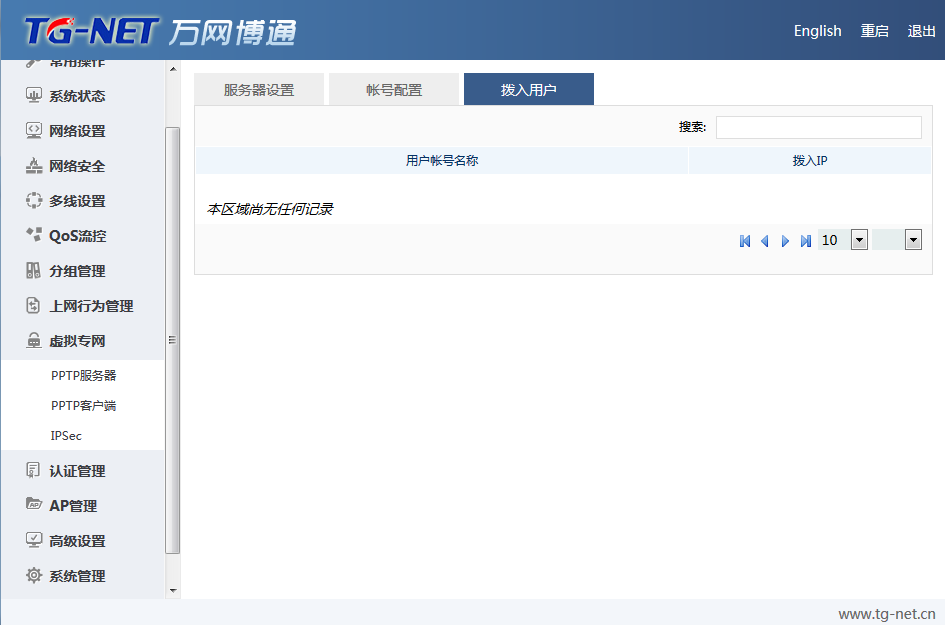 TG-NET 万网博通
English 重启 退出
常用操作
系统状态
网络设置
网络安全
多线设置
QoS流控
分组管理
上网行为管理
虚拟专网
PPTP服务器
PPTP客户端
IPSec
认证管理
AP管理
高级设置
系统管理
服务器设置 帐号配置 拨入用户
搜索:
用户帐号名称 拨入IP
本区域尚无任何记录
10
www.tg-net.cn